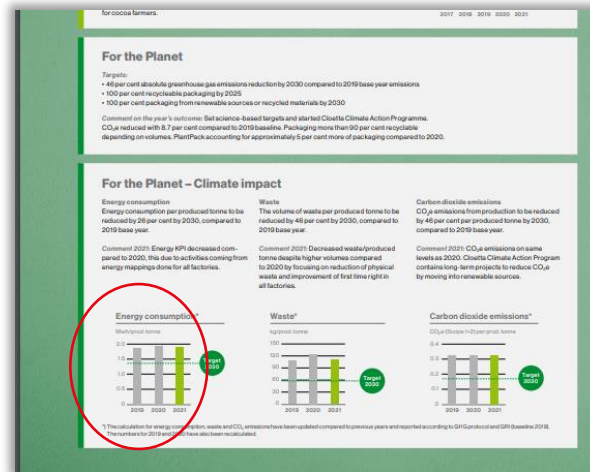 for cocoa farmers.
2017 2018 2019 2020 2021
For the Planet
Targets:
• 46 per cent absolute greenhouse gas emissions reduction by 2030 compared to 2019 base year emissions
• 100 per cent recycleable packaging by 2025
• 100 per cent packaging from renewable sources or recycled materials by 2030
Comment on the year's outcome: Set science-based targets and started Cloetta Climate Action Programme.
CO₂e reduced with 8.7 per cent compared to 2019 baseline. Packaging more than 90 per cent recyclable
depending on volumes. PlantPack accounting for approximately 5 per cent more of packaging compared to 2020.
For the Planet – Climate impact
Energy consumption
Energy consumption per produced tonne to be
reduced by 26 per cent by 2030, compared to
2019 base year.
Comment 2021: Energy KPI decreased com-
pared to 2020, this due to activities coming from
energy mappings done for all factories.
Waste
The volume of waste per produced tonne to be
reduced by 46 per cent by 2030, compared to
2019 base year.
Comment 2021: Decreased waste/produced
tonne despite higher volumes compared
to 2020 by focusing on reduction of physical
waste and improvement of first time right in
all factories.
Carbon dioxide emissions
CO₂e emissions from production to be reduced
by 46 per cent per produced tonne by 2030,
compared to 2019 base year.
Comment 2021: CO₂e emissions on same
levels as 2020. Cloetta Climate Action Program
contains long-term projects to reduce CO₂e
by moving into renewable sources.
Energy consumption*
MWh/prod. tonne
2.0
1.5
1.0
0.5
0
2019 2020 2021
Target
2030
Waste*
kg/prod. tonne
150
120
90
60
30
0
2019 2020 2021
Target
2030
Carbon dioxide emissions*
CO₂e (Scope 1+2) per prod. tonne
0.4
0.3
0.2
0.1
0
2019 2020 2021
Target
2030
*) The calculation for energy consumption, waste and CO₂ emissions have been updated compared to previous years and reported according to GHG protocol and GRI (baseline 2019).
The numbers for 2019 and 2020 have also been recalculated.